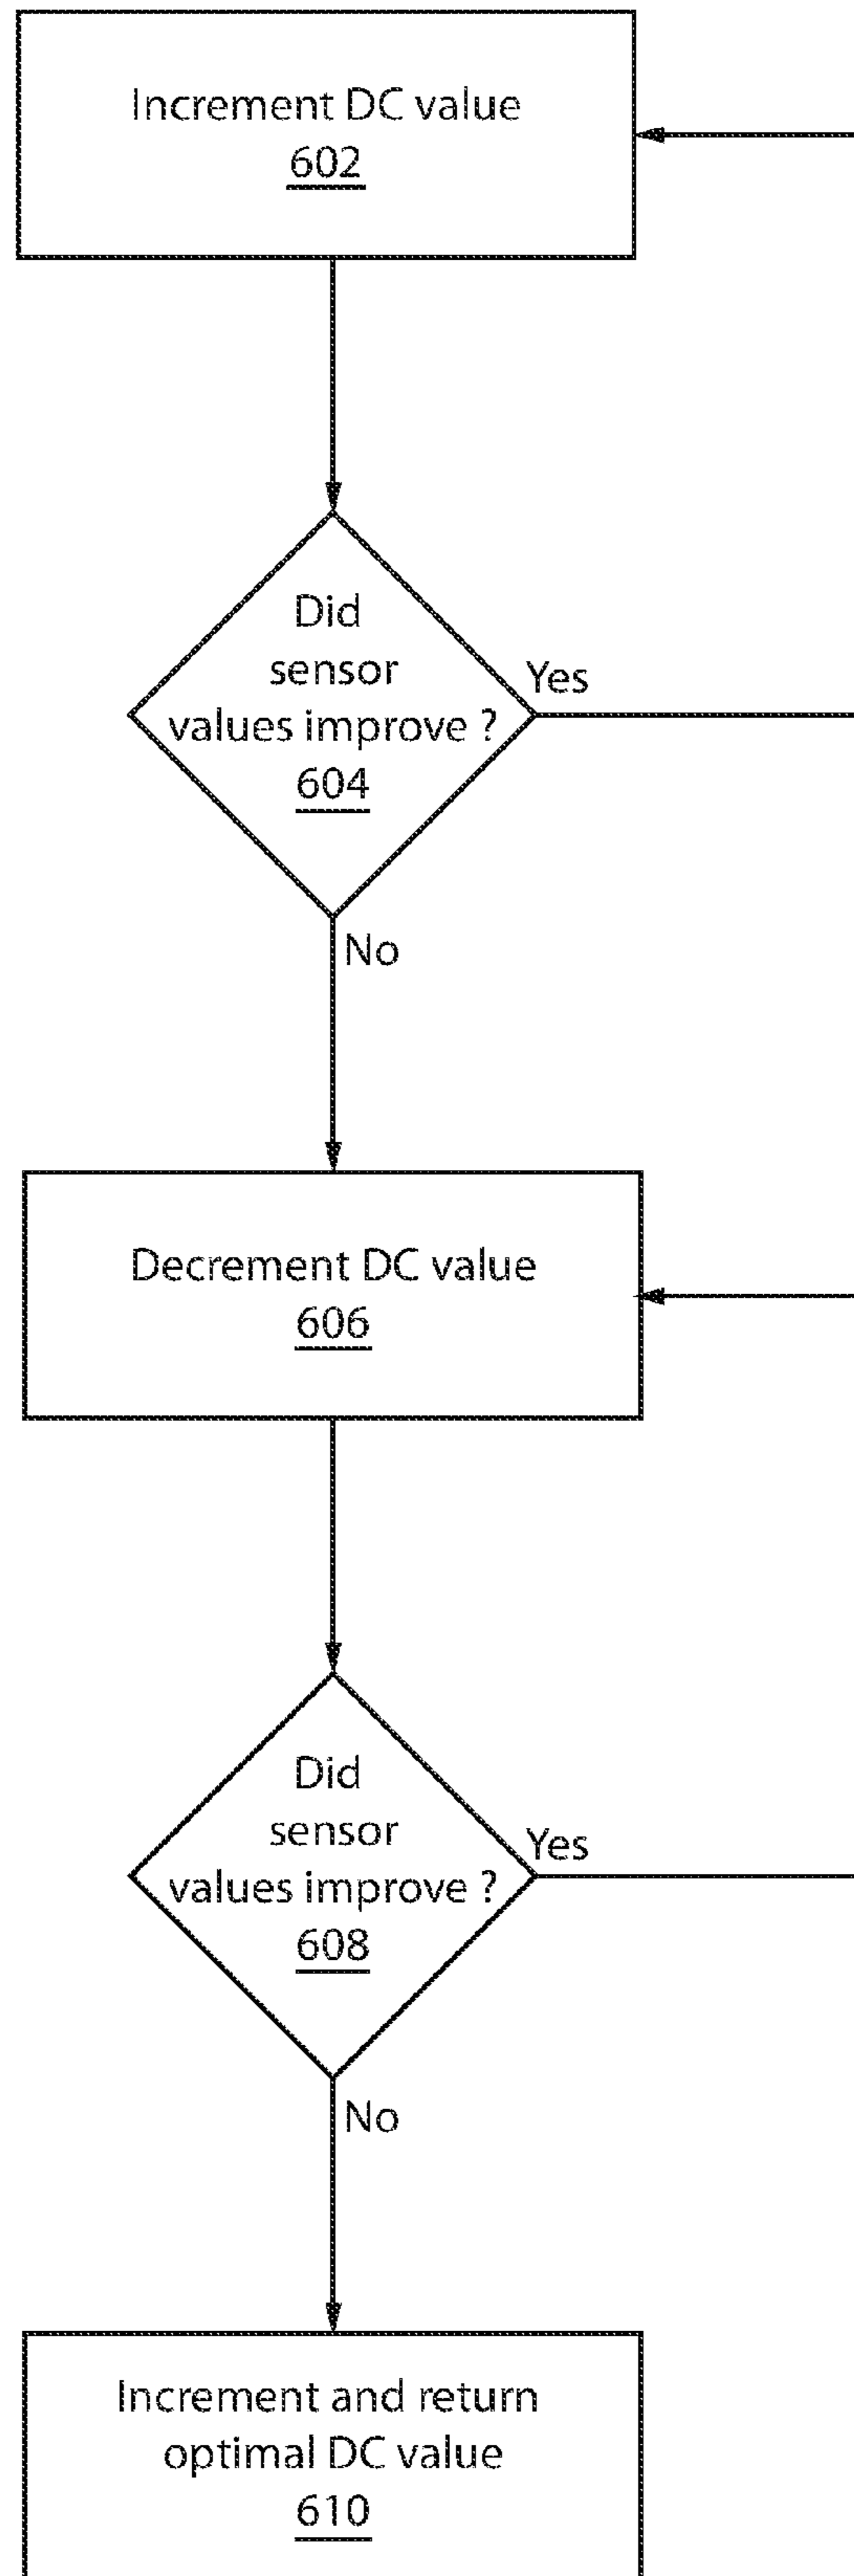 Increment DC value
602
Did
sensor
values improve ?
604
Yes
No
Decrement DC value
606
Did
sensor
values improve ?
608
Yes
No
Increment and return
optimal DC value
610